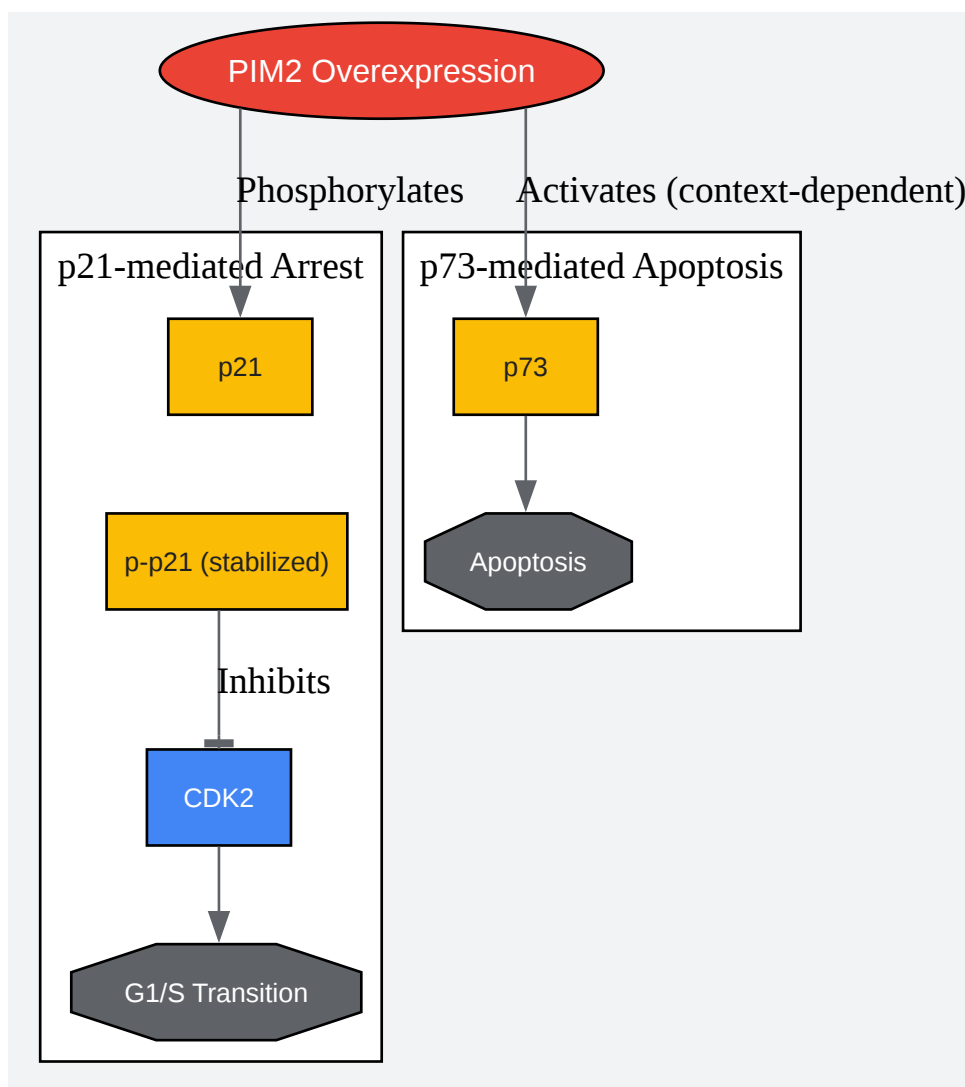 PIM2 Overexpression
Phosphorylates
Activates (context-dependent)
p21-mediated Arrest
p73-mediated Apoptosis
p21
p73
p-p21 (stabilized)
Apoptosis
Inhibits
CDK2
G1/S Transition